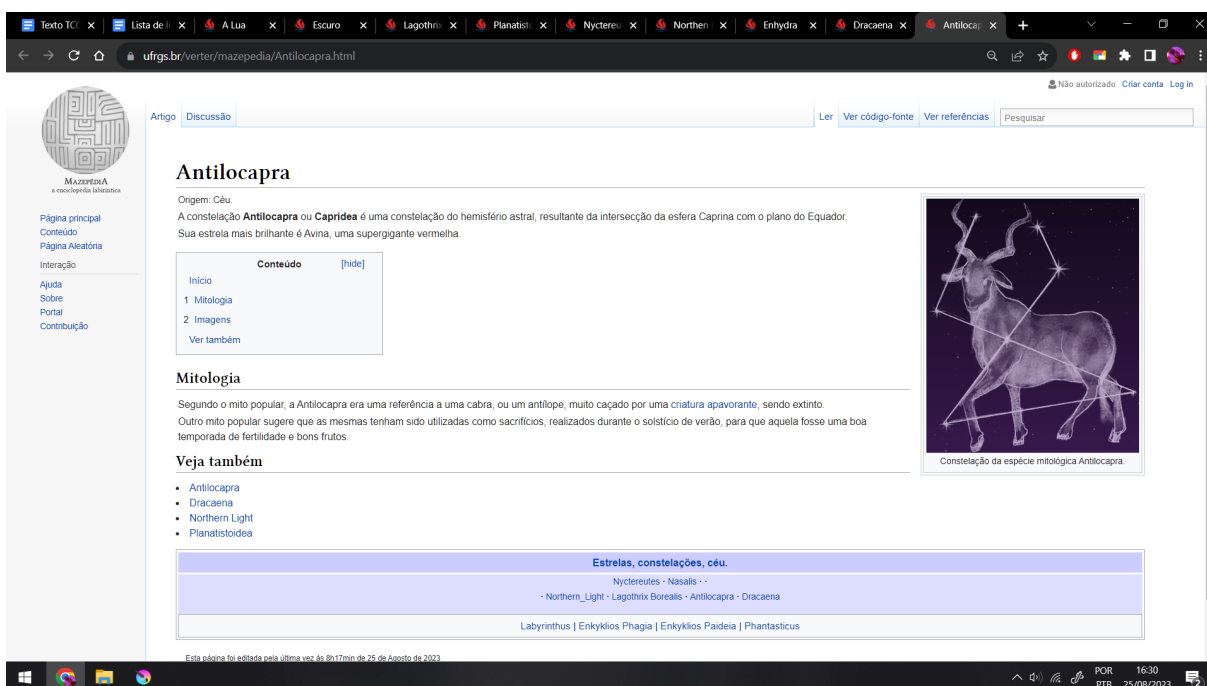 Texto TCC
Lista de
A Lua
Escuro
Lagothrix
Planatisto
Nyctereu
Northen
Enhydra
Dracaena
Antilocap
ufrgs.br/verter/mazepedia/Antilocapra.html
Não autorizado Criar conta Log in
Artigo Discussão
Ler Ver código-fonte Ver referências Pesquisar
MAZEPÉDIA
a enciclopédia labiríntica
Página principal
Conteúdo
Página Aleatória
Interação
Ajuda
Sobre
Portal
Contribuição
Antilocapra
Origem: Céu.
A constelação Antilocapra ou Capridea é uma constelação do hemisfério astral, resultante da intersecção da esfera Caprina com o plano do Equador.
Sua estrela mais brilhante é Avina, uma supergigante vermelha.
Conteúdo [hide]
Início
1 Mitologia
2 Imagens
Ver também
Constelação da espécie mitológica Antilocapra.
Mitologia
Segundo o mito popular, a Antilocapra era uma referência a uma cabra, ou um antílope, muito caçado por uma criatura apavorante, sendo extinto.
Outro mito popular sugere que as mesmas tenham sido utilizadas como sacrifícios, realizados durante o solstício de verão, para que aquela fosse uma boa
temporada de fertilidade e bons frutos.
Veja também
• Antilocapra
• Dracaena
• Northern Light
• Planatistoidea
Estrelas, constelações, céu.
Nyctereutes · Nasalis · ·
· Northern_Light · Lagothrix Borealis · Antilocapra · Dracaena
Labyrinthus | Enkyklios Phagia | Enkyklios Paideia | Phantasticus
Esta página foi editada pela última vez às 8h17min de 25 de Agosto de 2023
POR
PTB
16:30
25/08/2023
2